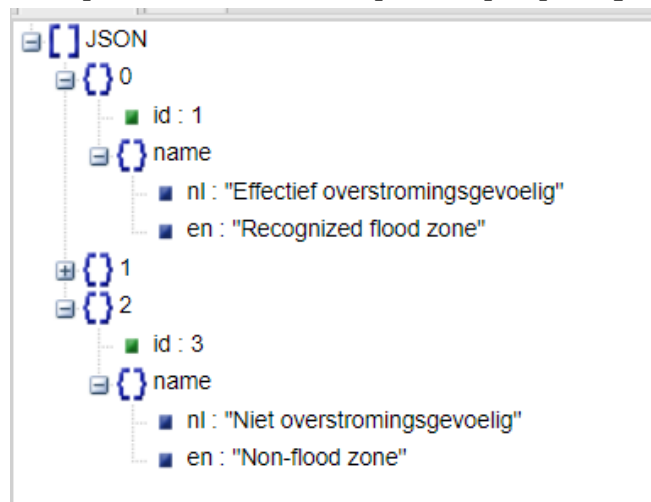 JSON
0
id : 1
name
nl : "Effectief overstromingsgevoelig"
en : "Recognized flood zone"
1
2
id : 3
name
nl : "Niet overstromingsgevoelig"
en : "Non-flood zone"